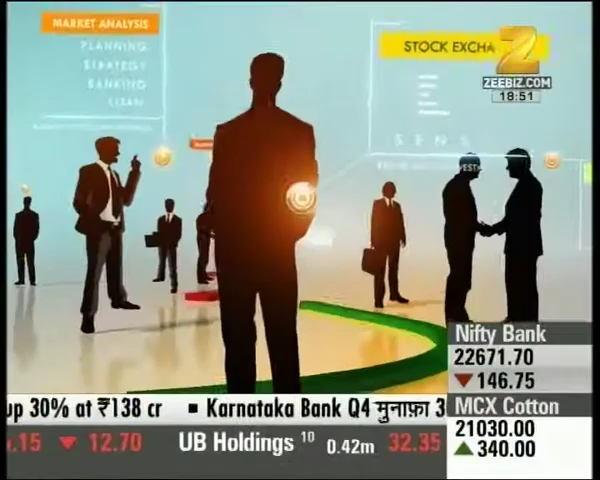 MARKET ANALYSIS
PLANNING
STRATEGY
BANKING
LOAN
STOCK EXCHA
Z
ZEEBIZ.COM
18:51
SENS
Nifty Bank
22671.70
146.75
up 30% at ₹138 cr ■ Karnataka Bank Q4 मुनाफ़ा 3
MCX Cotton
21030.00
340.00
.15 12.70 UB Holdings 10 0.42m 32.35